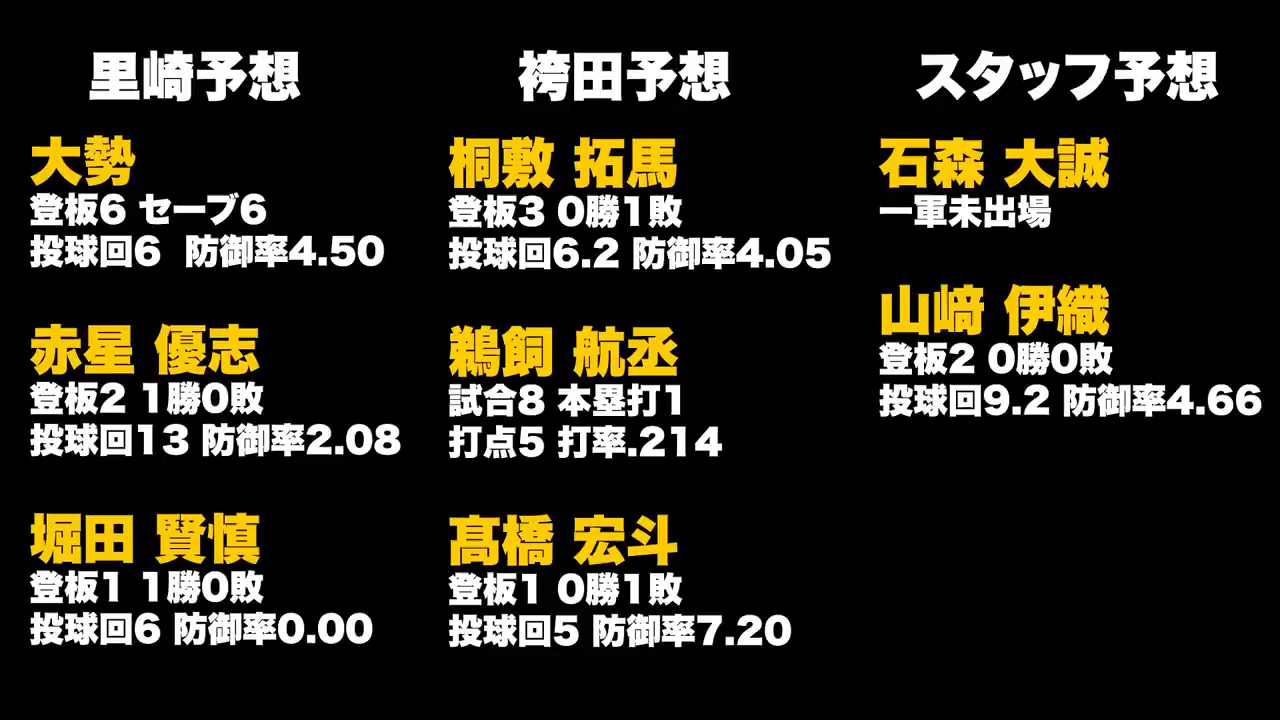 里崎予想
大勢
登板6 セーブ6
投球回6 防御率4.50
赤星 優志
登板2 1勝0敗
投球回13 防御率2.08
堀田 賢慎
登板1 1勝0敗
投球回6 防御率0.00
袴田予想
桐敷 拓馬
登板3 0勝1敗
投球回6.2 防御率4.05
鵜飼 航丞
試合8 本塁打1
打点5 打率.214
髙橋 宏斗
登板1 0勝1敗
投球回5 防御率7.20
スタッフ予想
石森 大誠
一軍未出場
山﨑 伊織
登板2 0勝0敗
投球回9.2 防御率4.66